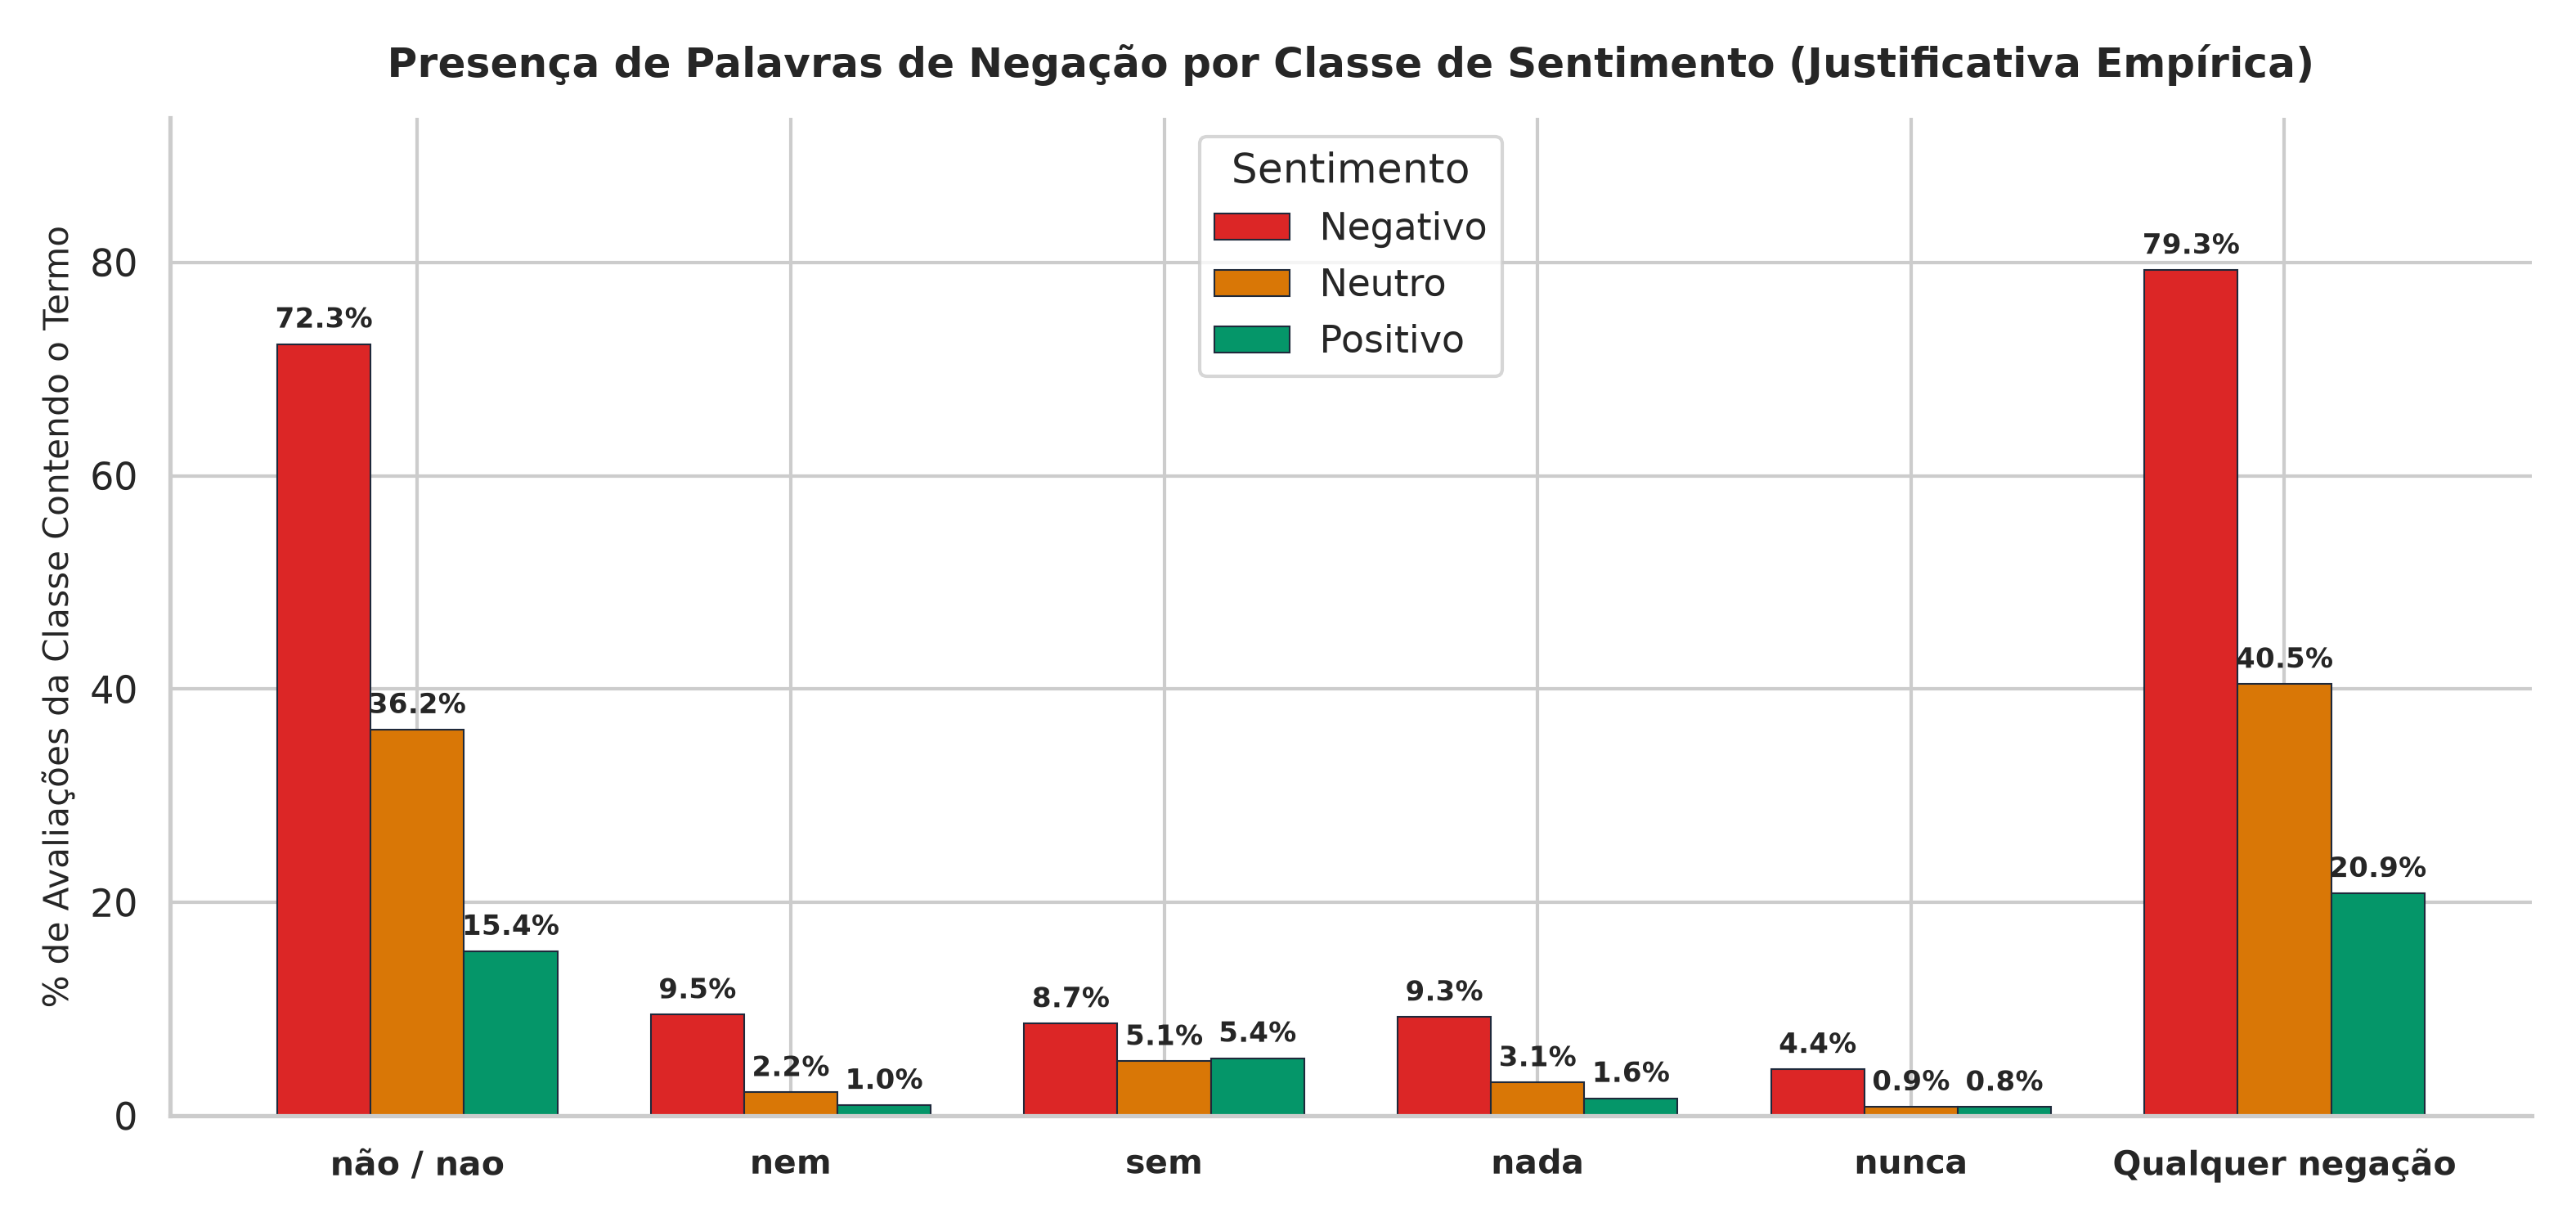 Presença de Palavras de Negação por Classe de Sentimento (Justificativa Empírica)
% de Avaliações da Classe Contendo o Termo
80
60
40
20
0
Sentimento
Negativo
Neutro
Positivo
72.3%
36.2%
15.4%
9.5%
2.2%
1.0%
8.7%
5.1%
5.4%
9.3%
3.1%
1.6%
4.4%
0.9%
0.8%
79.3%
40.5%
20.9%
não / nao
nem
sem
nada
nunca
Qualquer negação